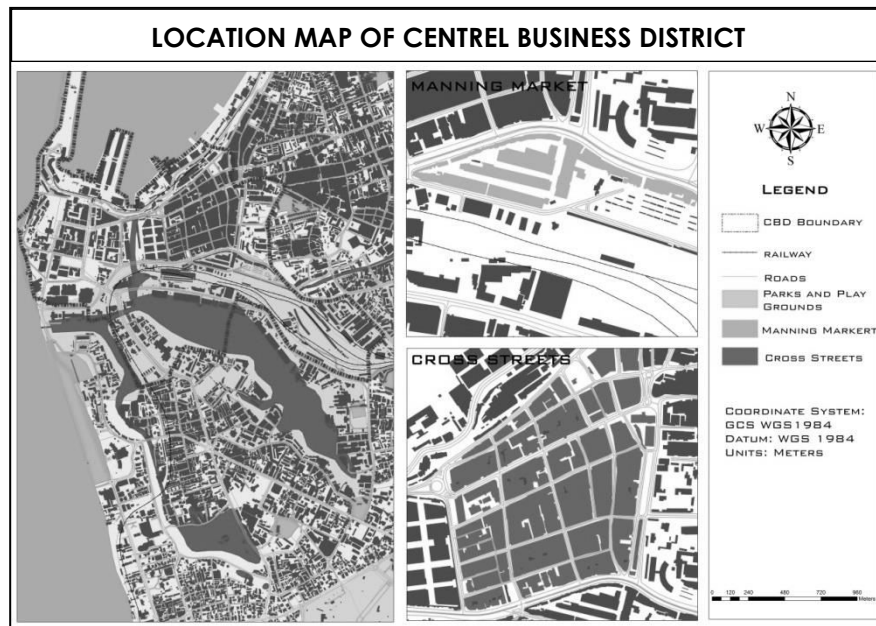 LOCATION MAP OF CENTREL BUSINESS DISTRICT
MANNING MARKET
CROSS STREETS
N
W E
S
LEGEND
CBD BOUNDARY
RAILWAY
ROADS
PARKS AND PLAY
GROUNDS
MANNING MARKERT
CROSS STREETS
COORDINATE SYSTEM:
GCS WGS1984
DATUM: WGS 1984
UNITS: METERS
0 120 240 480 720 960
Meters